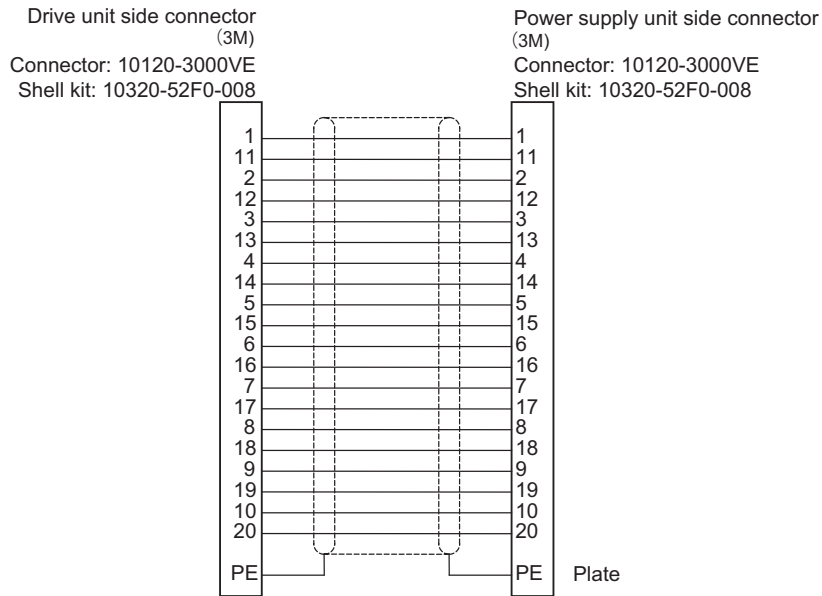 Drive unit side connector
(3M)
Connector: 10120-3000VE
Shell kit: 10320-52F0-008
Power supply unit side connector
(3M)
Connector: 10120-3000VE
Shell kit: 10320-52F0-008
1 1
11 11
2 2
12 12
3 3
13 13
4 4
14 14
5 5
15 15
6 6
16 16
7 7
17 17
8 8
18 18
9 9
19 19
10 10
20 20
PE PE Plate